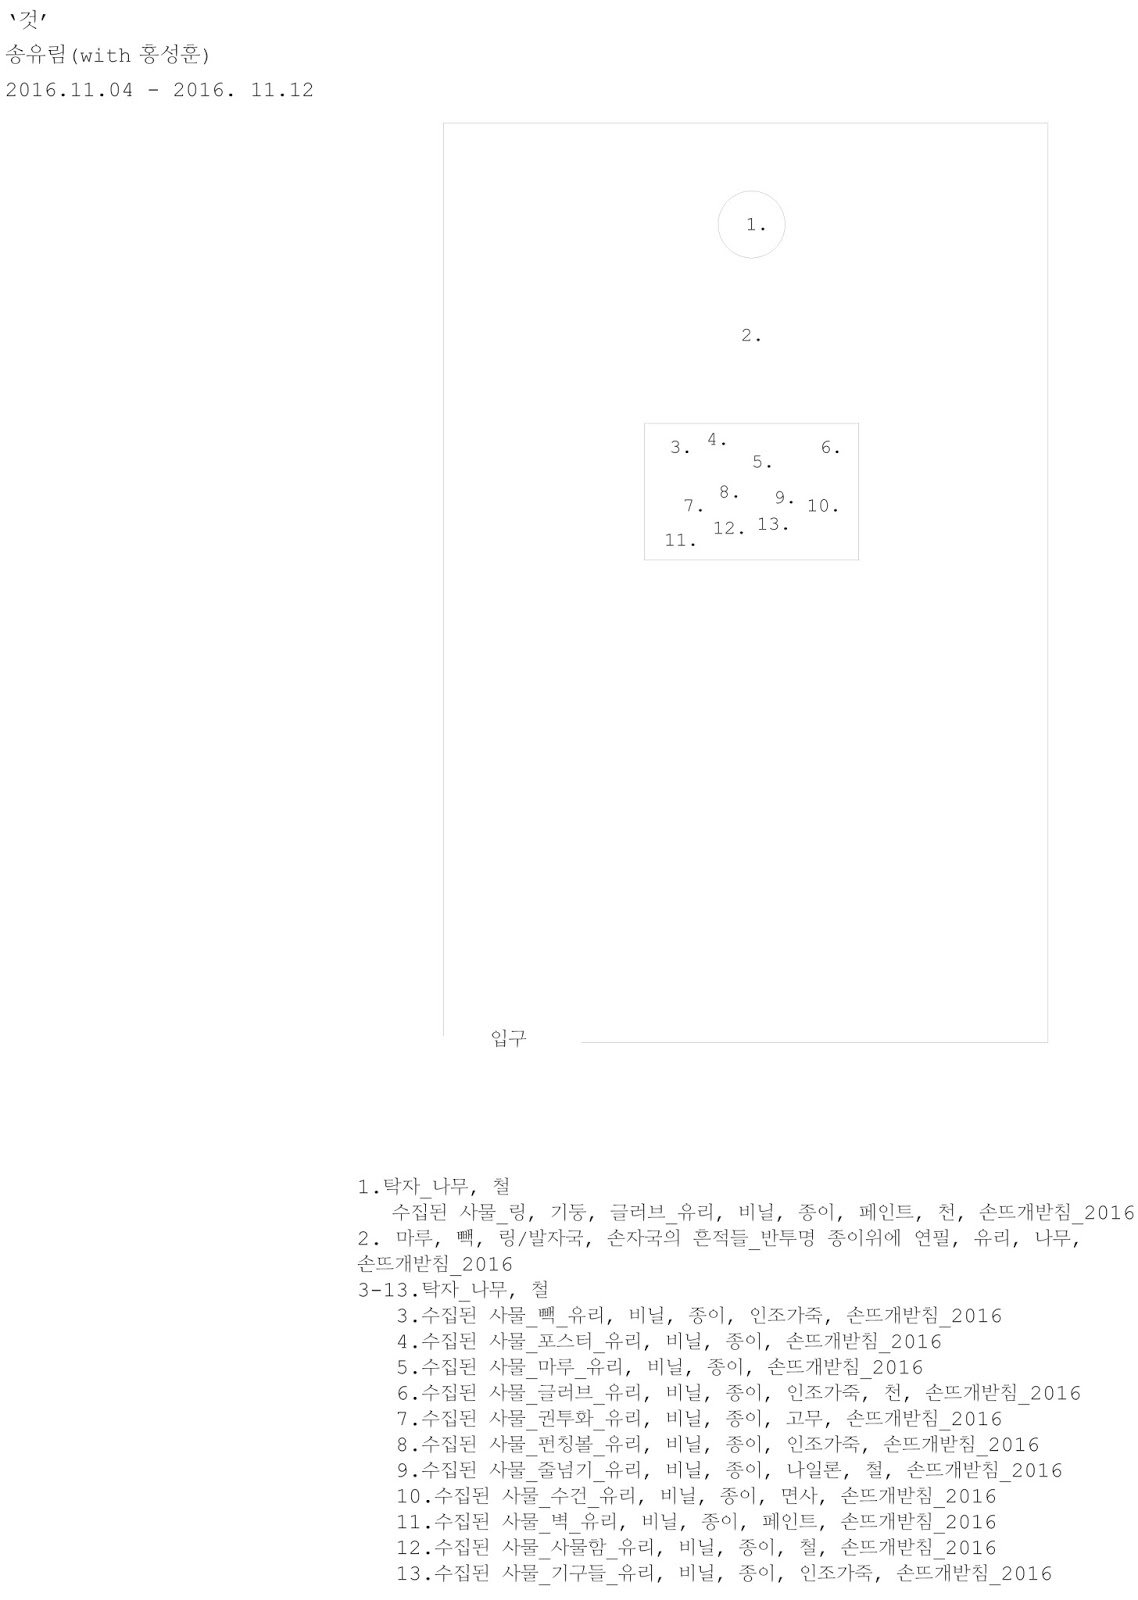 ‘것’
송유림(with 홍성훈)
2016.11.04 - 2016. 11.12
1.
2.
3. 4. 5. 6.
7. 8. 9. 10.
11. 12. 13.
입구
1.탁자_나무, 철
수집된 사물_링, 기둥, 글러브_유리, 비닐, 종이, 페인트, 천, 손뜨개받침_2016
2. 마루, 빽, 링/발자국, 손자국의 흔적들_반투명 종이위에 연필, 유리, 나무,
손뜨개받침_2016
3-13.탁자_나무, 철
3.수집된 사물_빽_유리, 비닐, 종이, 인조가죽, 손뜨개받침_2016
4.수집된 사물_포스터_유리, 비닐, 종이, 손뜨개받침_2016
5.수집된 사물_마루_유리, 비닐, 종이, 손뜨개받침_2016
6.수집된 사물_글러브_유리, 비닐, 종이, 인조가죽, 천, 손뜨개받침_2016
7.수집된 사물_권투화_유리, 비닐, 종이, 고무, 손뜨개받침_2016
8.수집된 사물_펀칭볼_유리, 비닐, 종이, 인조가죽, 손뜨개받침_2016
9.수집된 사물_줄넘기_유리, 비닐, 종이, 나일론, 철, 손뜨개받침_2016
10.수집된 사물_수건_유리, 비닐, 종이, 면사, 손뜨개받침_2016
11.수집된 사물_벽_유리, 비닐, 종이, 페인트, 손뜨개받침_2016
12.수집된 사물_사물함_유리, 비닐, 종이, 철, 손뜨개받침_2016
13.수집된 사물_기구들_유리, 비닐, 종이, 인조가죽, 손뜨개받침_2016